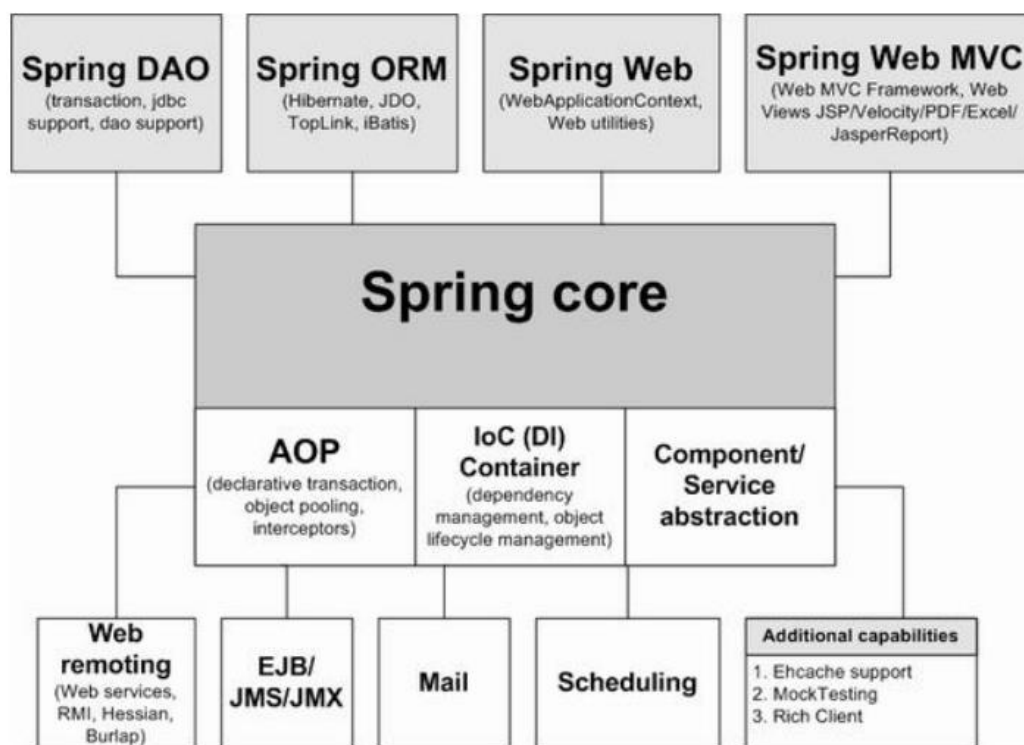 Spring DAO
(transaction, jdbc
support, dao support)
Spring ORM
(Hibernate, JDO,
TopLink, iBatis)
Spring Web
(WebApplicationContext,
Web utilities)
Spring Web MVC
(Web MVC Framework, Web
Views JSP/Velocity/PDF/Excel/
JasperReport)
Spring core
AOP
(declarative transaction,
object pooling,
interceptors)
IoC (DI)
Container
(dependency
management, object
lifecycle management)
Component/
Service
abstraction
Web
remoting
(Web services,
RMI, Hessian,
Burlap)
EJB/
JMS/JMX
Mail
Scheduling
Additional capabilities
1. Ehcache support
2. MockTesting
3. Rich Client